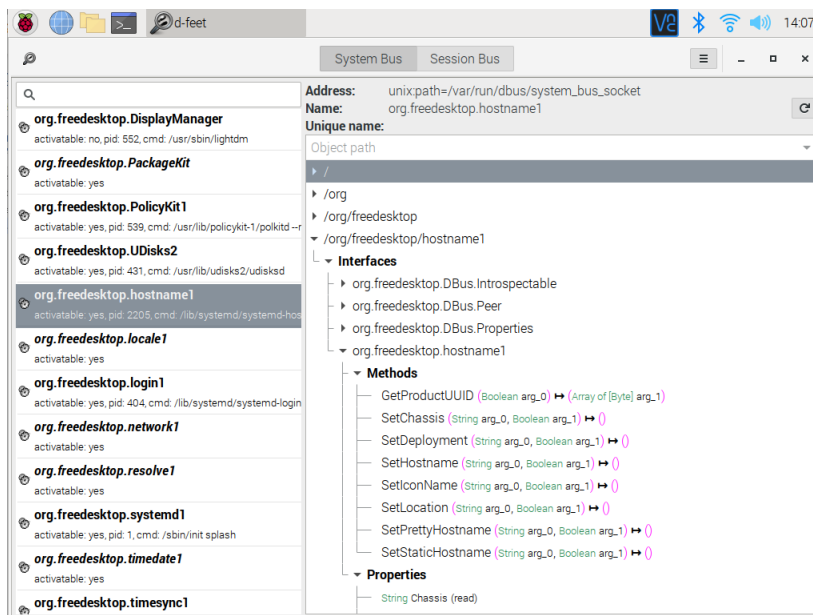 d-feet
14:07
System Bus
Session Bus
org.freedesktop.DisplayManager
activatable: no, pid: 552, cmd: /usr/sbin/lightdm
org.freedesktop.PackageKit
activatable: yes
org.freedesktop.PolicyKit1
activatable: yes, pid: 539, cmd: /usr/lib/policykit-1/polkitd --r
org.freedesktop.UDisks2
activatable: yes, pid: 431, cmd: /usr/lib/udisks2/udisksd
org.freedesktop.hostname1
activatable: yes, pid: 2205, cmd: /lib/systemd/systemd-hos
org.freedesktop.locale1
activatable: yes
org.freedesktop.login1
activatable: yes, pid: 404, cmd: /lib/systemd/systemd-login
org.freedesktop.network1
activatable: yes
org.freedesktop.resolve1
activatable: yes
org.freedesktop.systemd1
activatable: yes, pid: 1, cmd: /sbin/init splash
org.freedesktop.timedate1
activatable: yes
org.freedesktop.timesync1
Address: unix:path=/var/run/dbus/system_bus_socket
Name: org.freedesktop.hostname1
Unique name:
Object path
/
/org
/org/freedesktop
/org/freedesktop/hostname1
Interfaces
org.freedesktop.DBus.Introspectable
org.freedesktop.DBus.Peer
org.freedesktop.DBus.Properties
org.freedesktop.hostname1
Methods
GetProductUUID (Boolean arg_0) ↦ (Array of [Byte] arg_1)
SetChassis (String arg_0, Boolean arg_1) ↦ ()
SetDeployment (String arg_0, Boolean arg_1) ↦ ()
SetHostname (String arg_0, Boolean arg_1) ↦ ()
SetIconName (String arg_0, Boolean arg_1) ↦ ()
SetLocation (String arg_0, Boolean arg_1) ↦ ()
SetPrettyHostname (String arg_0, Boolean arg_1) ↦ ()
SetStaticHostname (String arg_0, Boolean arg_1) ↦ ()
Properties
String Chassis (read)